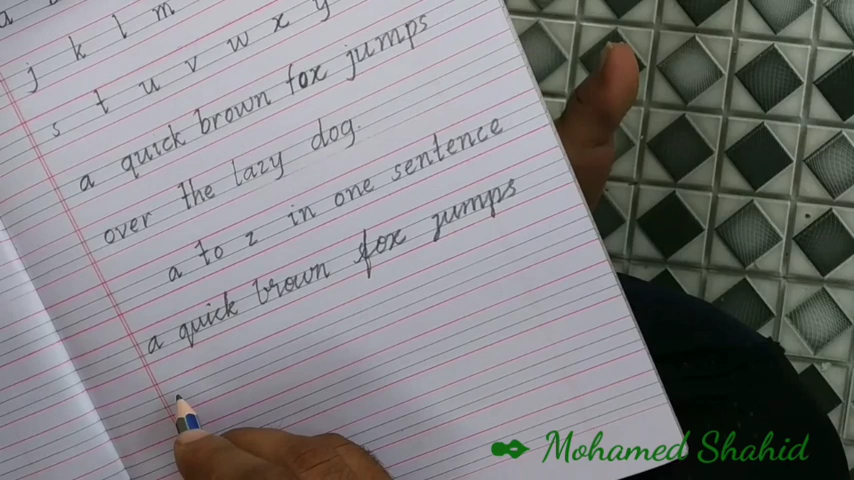 j k l m
s t u v w x y
a quick brown fox jumps
over the lazy dog.
a to z in one sentence
a quick brown fox jumps
Mohamed Shahid